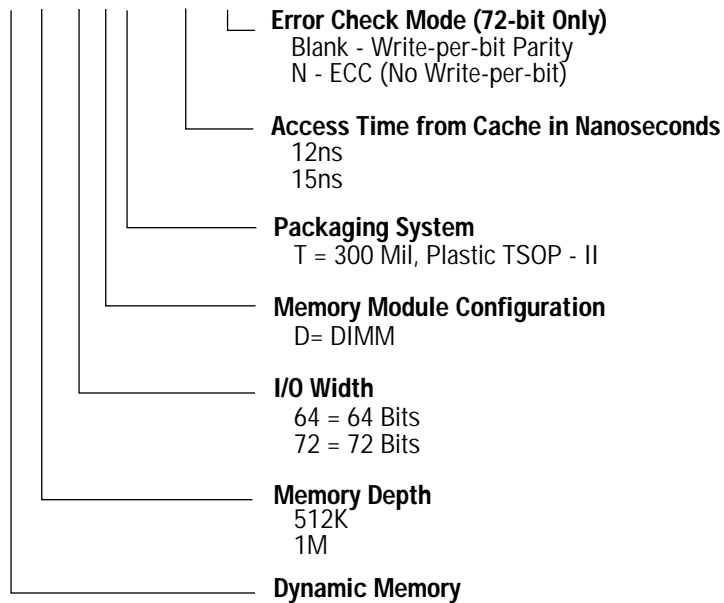 Error Check Mode (72-bit Only)
Blank - Write-per-bit Parity
N - ECC (No Write-per-bit)
Access Time from Cache in Nanoseconds
12ns
15ns
Packaging System
T = 300 Mil, Plastic TSOP - II
Memory Module Configuration
D= DIMM
I/O Width
64 = 64 Bits
72 = 72 Bits
Memory Depth
512K
1M
Dynamic Memory